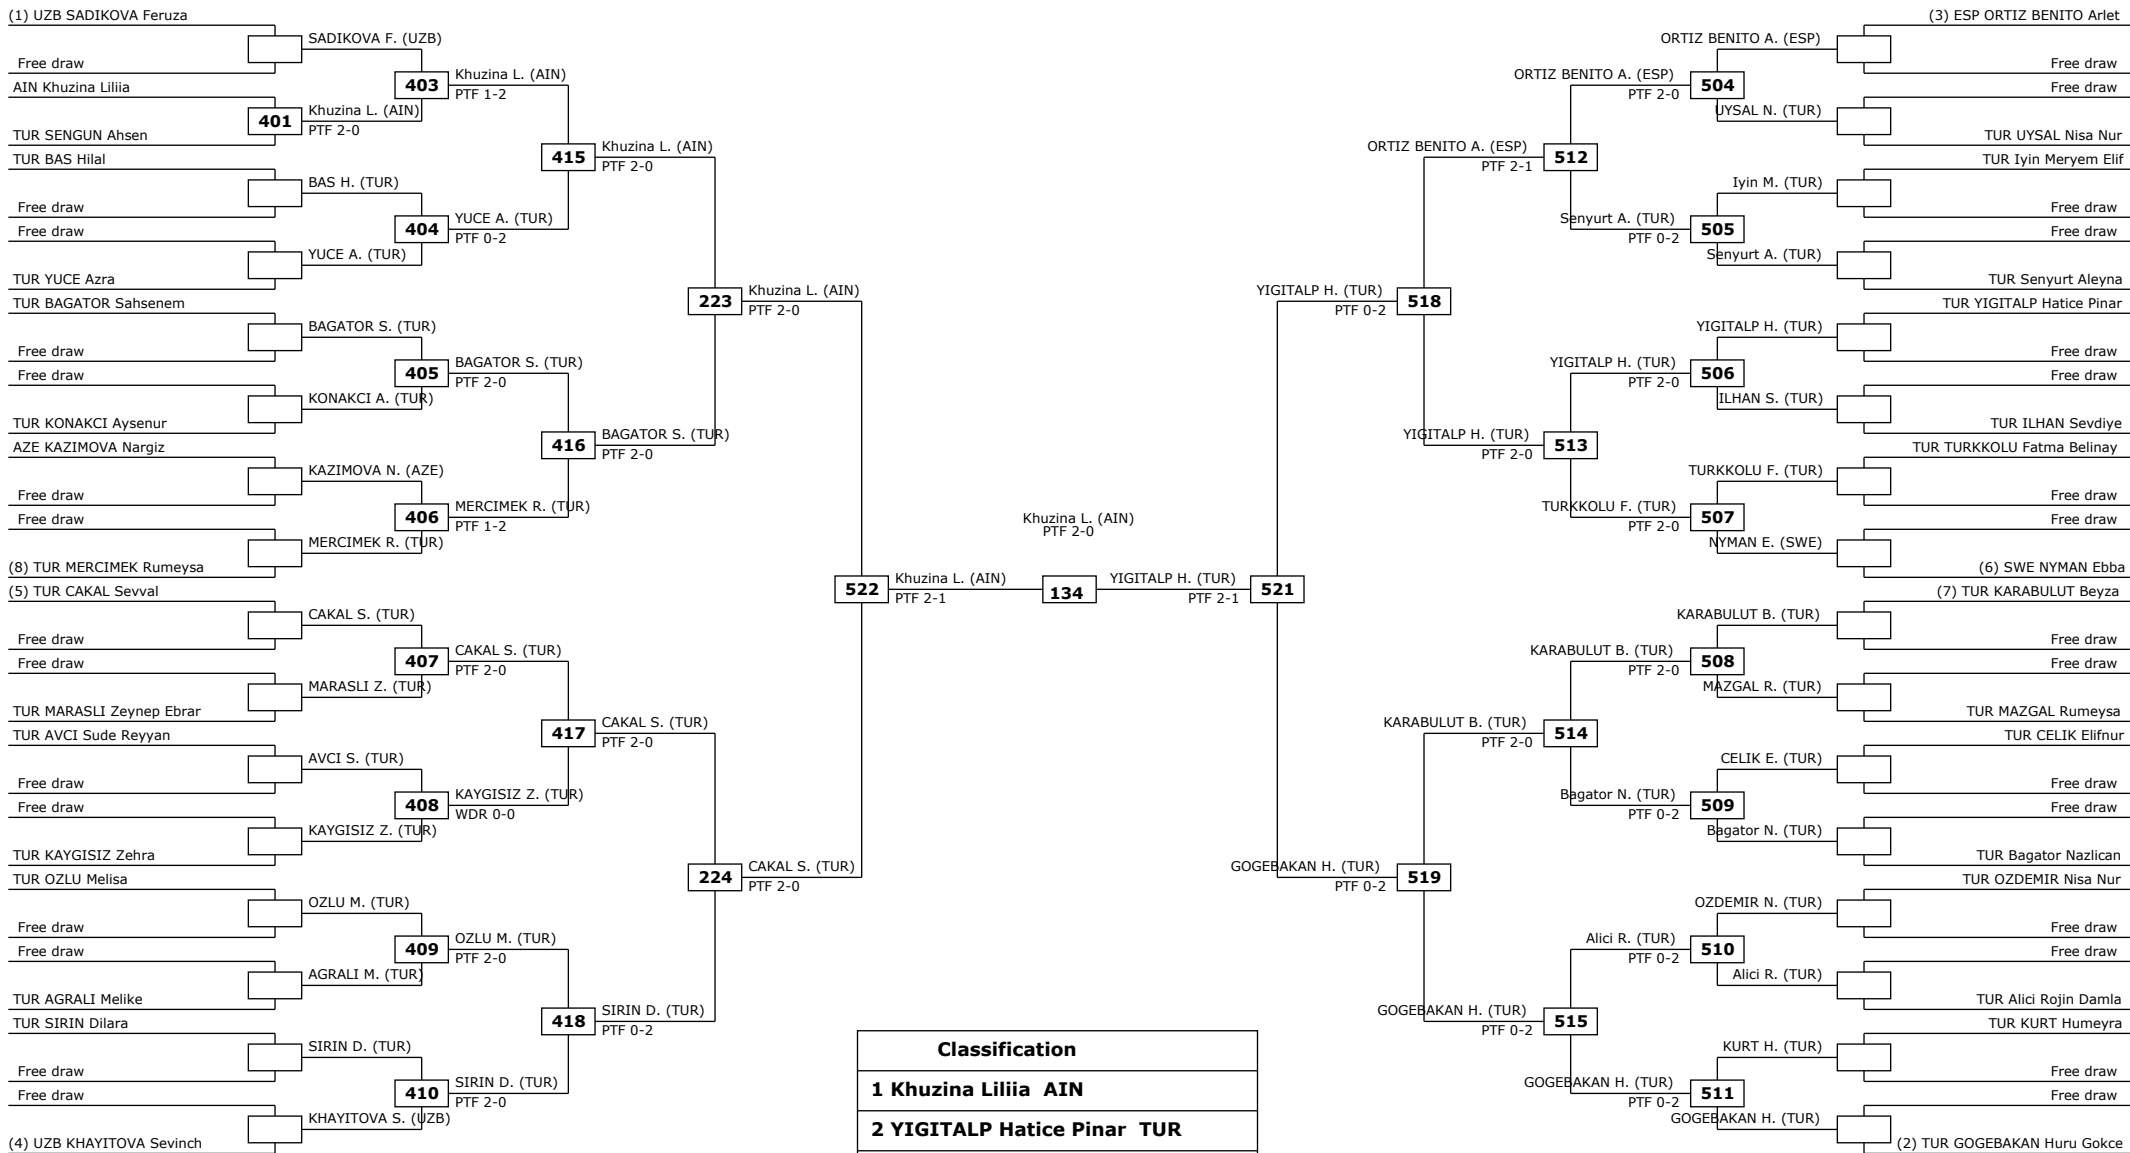 (1) UZB SADIKOVA Feruza
Free draw
AIN Khuzina Liliia
TUR SENGUN Ahsen
TUR BAS Hilal
Free draw
Free draw
TUR YUCE Azra
TUR BAGATOR Sahsenem
Free draw
Free draw
TUR KONAKCI Aysenur
AZE KAZIMOVA Nargiz
Free draw
Free draw
(8) TUR MERCIMEK Rumeysa
(5) TUR CAKAL Sevval
Free draw
Free draw
TUR MARASLI Zeynep Ebrar
TUR AVCI Sude Reyyan
Free draw
Free draw
TUR KAYGISIZ Zehra
TUR OZLU Melisa
Free draw
Free draw
TUR AGRALI Melike
TUR SIRIN Dilara
Free draw
Free draw
(4) UZB KHAYITOVA Sevinch
401
SADIKOVA F. (UZB)
Khuzina L. (AIN)
PTF 2-0
BAS H. (TUR)
YUCE A. (TUR)
BAGATOR S. (TUR)
KONAKCI A. (TUR)
KAZIMOVA N. (AZE)
MERCIMEK R. (TUR)
CAKAL S. (TUR)
MARASLI Z. (TUR)
AVCI S. (TUR)
KAYGISIZ Z. (TUR)
OZLU M. (TUR)
AGRALI M. (TUR)
SIRIN D. (TUR)
KHAYITOVA S. (UZB)
403
404
405
406
407
408
409
410
Khuzina L. (AIN)
PTF 1-2
YUCE A. (TUR)
PTF 0-2
BAGATOR S. (TUR)
PTF 2-0
MERCIMEK R. (TUR)
PTF 1-2
CAKAL S. (TUR)
PTF 2-0
KAYGISIZ Z. (TUR)
WDR 0-0
OZLU M. (TUR)
PTF 2-0
SIRIN D. (TUR)
PTF 2-0
415
416
417
418
Khuzina L. (AIN)
PTF 2-0
BAGATOR S. (TUR)
PTF 2-0
CAKAL S. (TUR)
PTF 2-0
SIRIN D. (TUR)
PTF 0-2
223
224
Khuzina L. (AIN)
PTF 2-0
CAKAL S. (TUR)
PTF 2-0
522
Khuzina L. (AIN)
PTF 2-1
Khuzina L. (AIN)
PTF 2-0
134
YIGITALP H. (TUR)
PTF 2-1
521
YIGITALP H. (TUR)
PTF 0-2
GOGEBAKAN H. (TUR)
PTF 0-2
518
519
ORTIZ BENITO A. (ESP)
PTF 2-1
YIGITALP H. (TUR)
PTF 2-0
KARABULUT B. (TUR)
PTF 2-0
GOGEBAKAN H. (TUR)
PTF 0-2
512
513
514
515
ORTIZ BENITO A. (ESP)
PTF 2-0
Senyurt A. (TUR)
PTF 0-2
YIGITALP H. (TUR)
PTF 2-0
TURKKOLU F. (TUR)
PTF 2-0
KARABULUT B. (TUR)
PTF 2-0
Bagator N. (TUR)
PTF 0-2
Alici R. (TUR)
PTF 0-2
GOGEBAKAN H. (TUR)
PTF 0-2
504
505
506
507
508
509
510
511
ORTIZ BENITO A. (ESP)
UYSAL N. (TUR)
Iyin M. (TUR)
Senyurt A. (TUR)
YIGITALP H. (TUR)
ILHAN S. (TUR)
TURKKOLU F. (TUR)
NYMAN E. (SWE)
KARABULUT B. (TUR)
MAZGAL R. (TUR)
CELIK E. (TUR)
Bagator N. (TUR)
OZDEMIR N. (TUR)
Alici R. (TUR)
KURT H. (TUR)
GOGEBAKAN H. (TUR)
(3) ESP ORTIZ BENITO Arlet
Free draw
Free draw
TUR UYSAL Nisa Nur
TUR Iyin Meryem Elif
Free draw
Free draw
TUR Senyurt Aleyna
TUR YIGITALP Hatice Pinar
Free draw
Free draw
TUR ILHAN Sevdiye
TUR TURKKOLU Fatma Belinay
Free draw
Free draw
(6) SWE NYMAN Ebba
(7) TUR KARABULUT Beyza
Free draw
Free draw
TUR MAZGAL Rumeysa
TUR CELIK Elifnur
Free draw
Free draw
TUR Bagator Nazlican
TUR OZDEMIR Nisa Nur
Free draw
Free draw
TUR Alici Rojin Damla
TUR KURT Humeyra
Free draw
Free draw
(2) TUR GOGEBAKAN Huru Gokce
Classification
1 Khuzina Liliia AIN
2 YIGITALP Hatice Pinar TUR